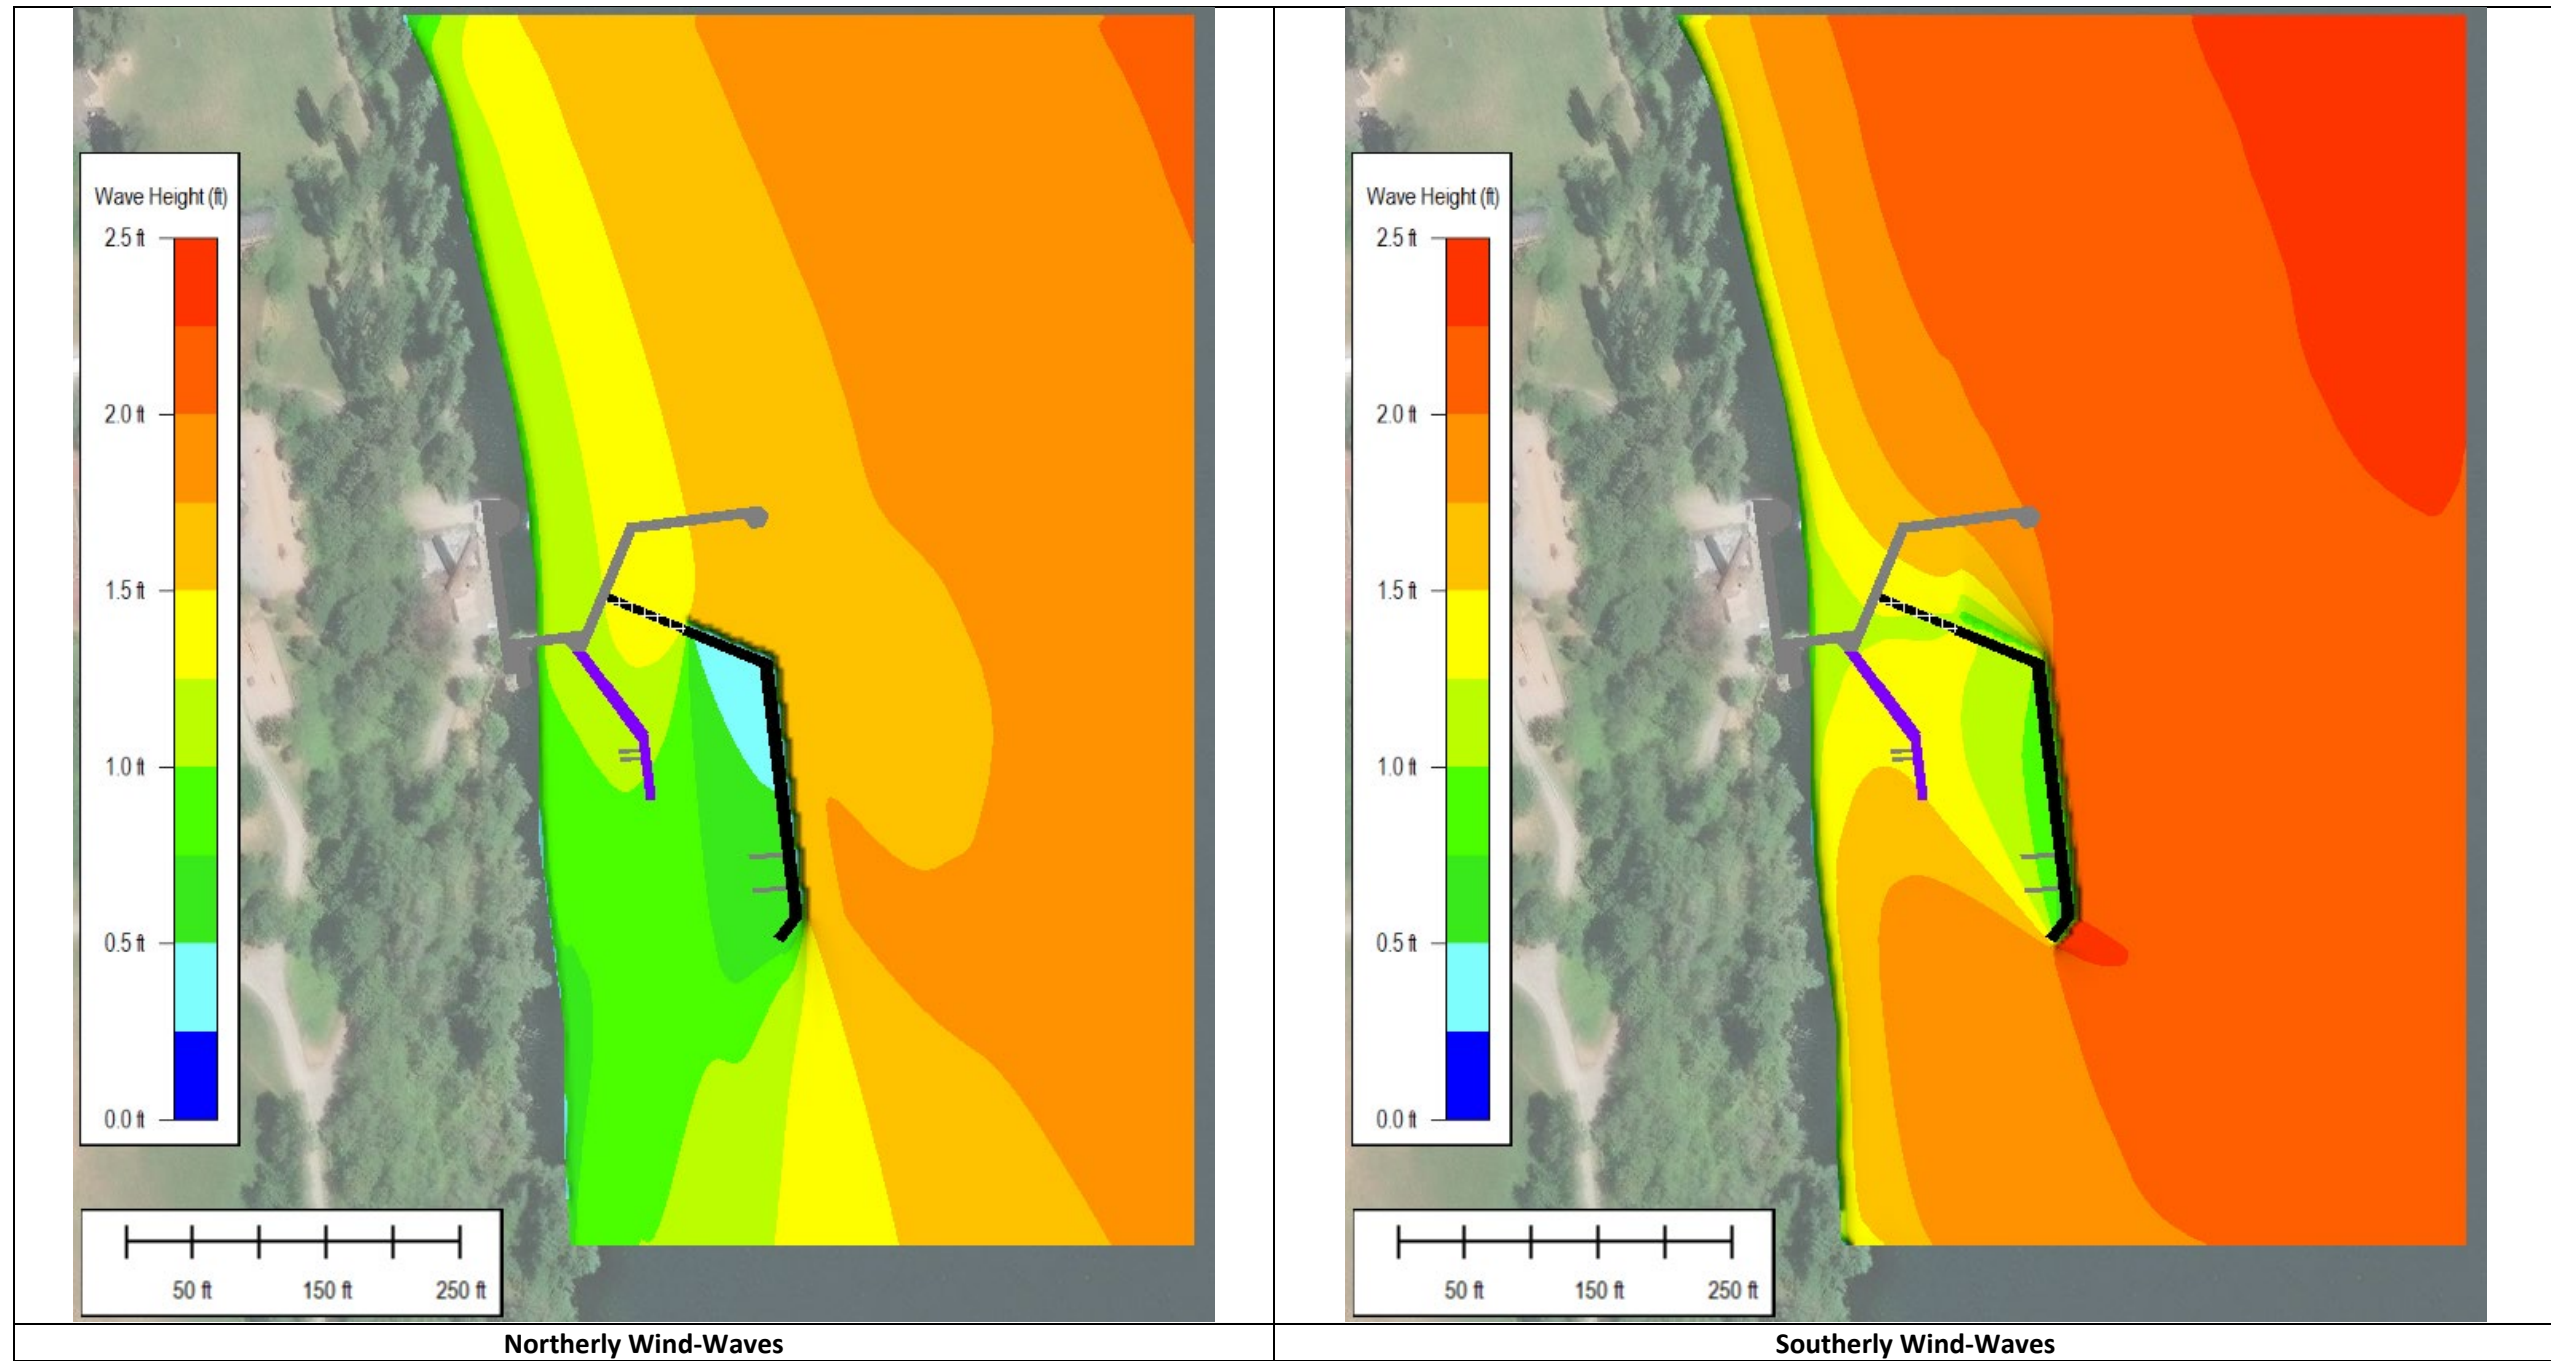 Wave Height (ft)
2.5 ft
2.0 ft
1.5 ft
1.0 ft
0.5 ft
0.0 ft
50 ft 150 ft 250 ft
Northerly Wind-Waves
Wave Height (ft)
2.5 ft
2.0 ft
1.5 ft
1.0 ft
0.5 ft
0.0 ft
50 ft 150 ft 250 ft
Southerly Wind-Waves